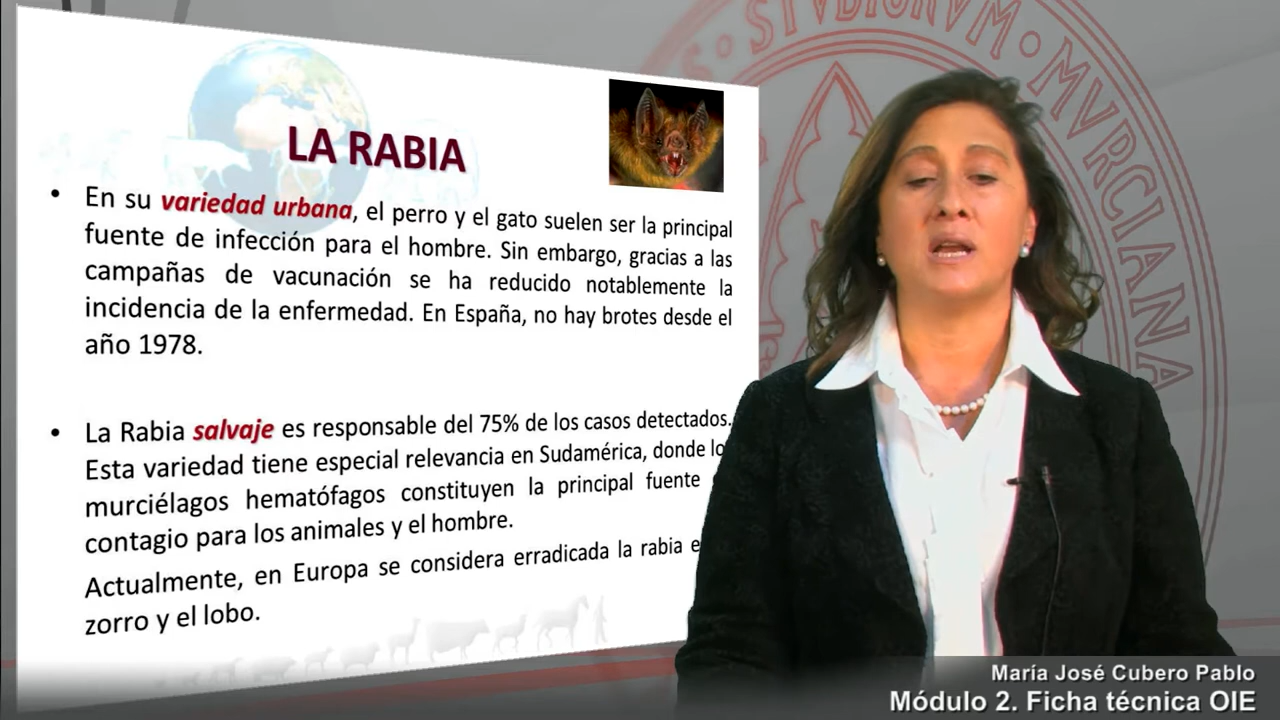 STVDIORVM · MVRCIANA
LA RABIA
• En su variedad urbana, el perro y el gato suelen ser la principal
fuente de infección para el hombre. Sin embargo, gracias a las
campañas de vacunación se ha reducido notablemente la
incidencia de la enfermedad. En España, no hay brotes desde el
año 1978.
• La Rabia salvaje es responsable del 75% de los casos detectados.
Esta variedad tiene especial relevancia en Sudamérica, donde lo
murciélagos hematófagos constituyen la principal fuente
contagio para los animales y el hombre.
Actualmente, en Europa se considera erradicada la rabia e
zorro y el lobo.
María José Cubero Pablo
Módulo 2. Ficha técnica OIE